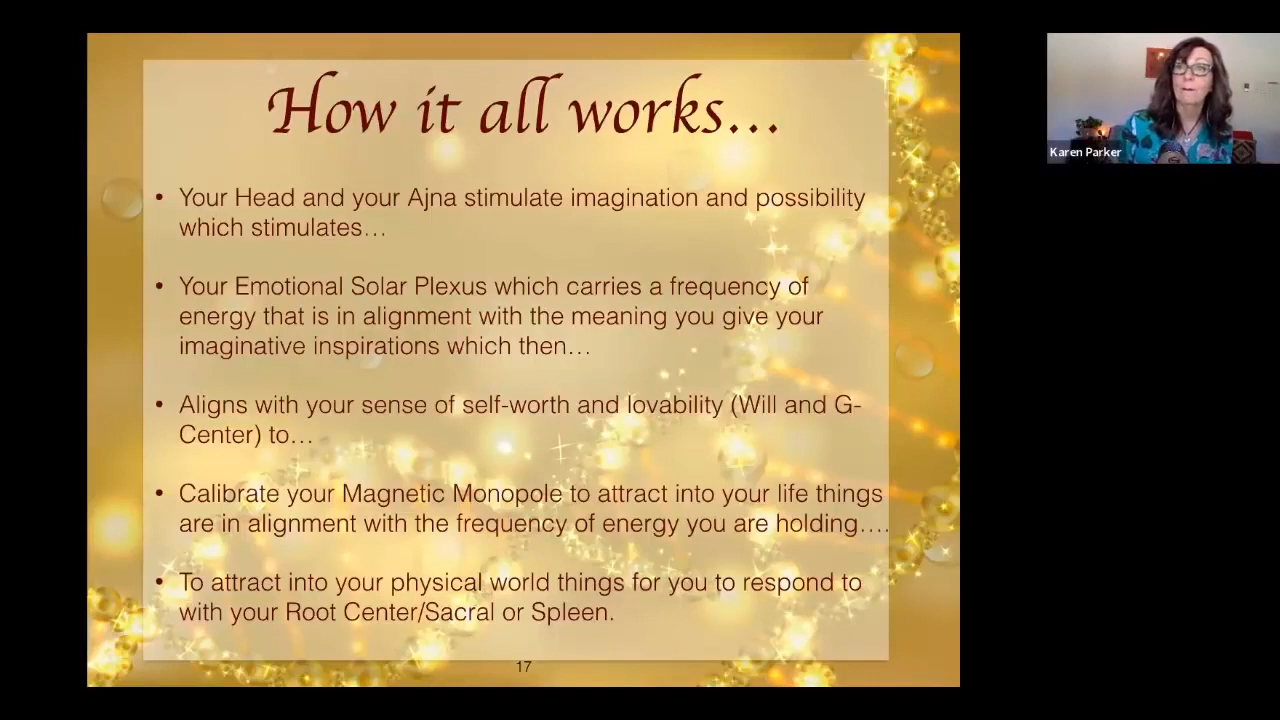 How it all works...
• Your Head and your Ajna stimulate imagination and possibility
which stimulates…
• Your Emotional Solar Plexus which carries a frequency of
energy that is in alignment with the meaning you give your
imaginative inspirations which then…
• Aligns with your sense of self-worth and lovability (Will and G-
Center) to…
• Calibrate your Magnetic Monopole to attract into your life things
are in alignment with the frequency of energy you are holding….
• To attract into your physical world things for you to respond to
with your Root Center/Sacral or Spleen.
17
Karen Parker